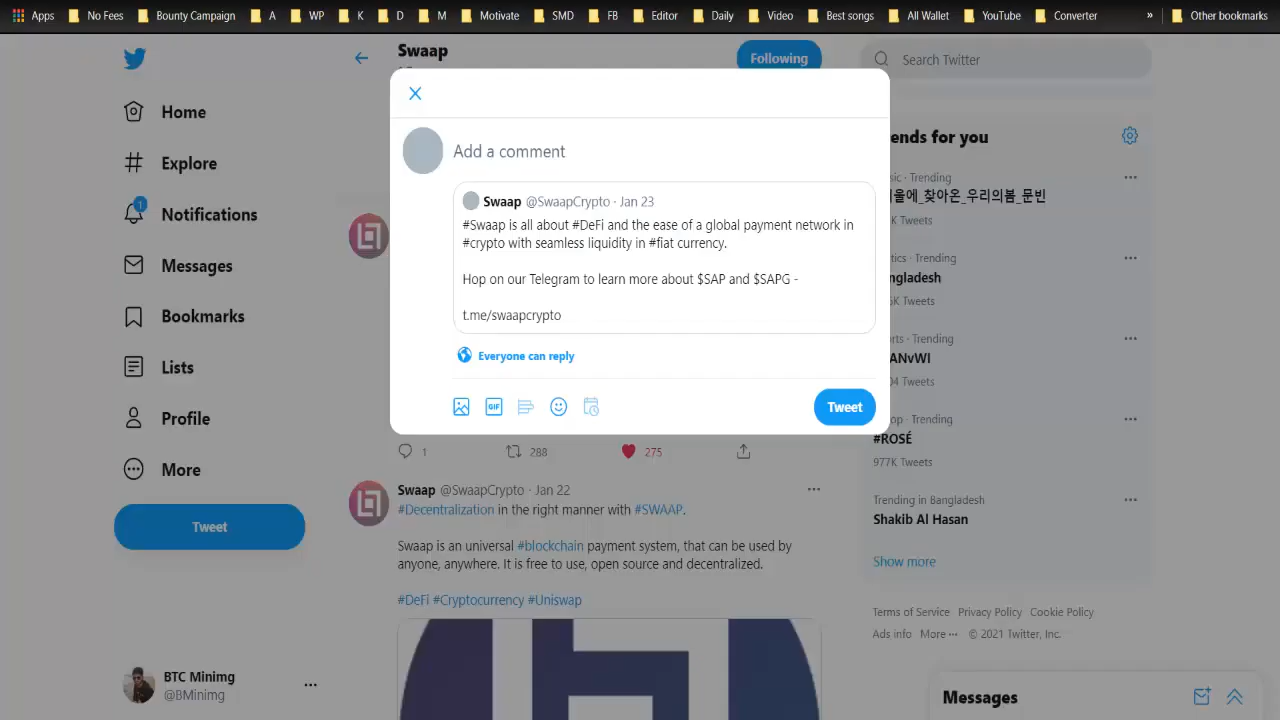 Apps No Fees Bounty Campaign A WP K D M Motivate SMD FB Editor Daily Video Best songs All Wallet YouTube Converter » Other bookmarks
Swaap
Following
Search Twitter
Home
Explore
1
Notifications
Messages
Bookmarks
Lists
Profile
More
Tweet
BTC Minimg
@BMinimg
Add a comment
Swaap @SwaapCrypto · Jan 23
#Swaap is all about #DeFi and the ease of a global payment network in
#crypto with seamless liquidity in #fiat currency.
Hop on our Telegram to learn more about $SAP and $SAPG -
t.me/swaapcrypto
Everyone can reply
GIF
Tweet
1 288 275
Swaap @SwaapCrypto · Jan 22
#Decentralization in the right manner with #SWAAP.
Swaap is an universal #blockchain payment system, that can be used by
anyone, anywhere. It is free to use, open source and decentralized.
#DeFi #Cryptocurrency #Uniswap
ends for you
· Trending
찾아온_우리의봄_문빈
K Tweets
· Trending
ngladesh
K Tweets
· Trending
ANvWI
04 Tweets
op · Trending
#ROSÉ
977K Tweets
Trending in Bangladesh
Shakib Al Hasan
Show more
Terms of Service Privacy Policy Cookie Policy
Ads info More ··· © 2021 Twitter, Inc.
Messages